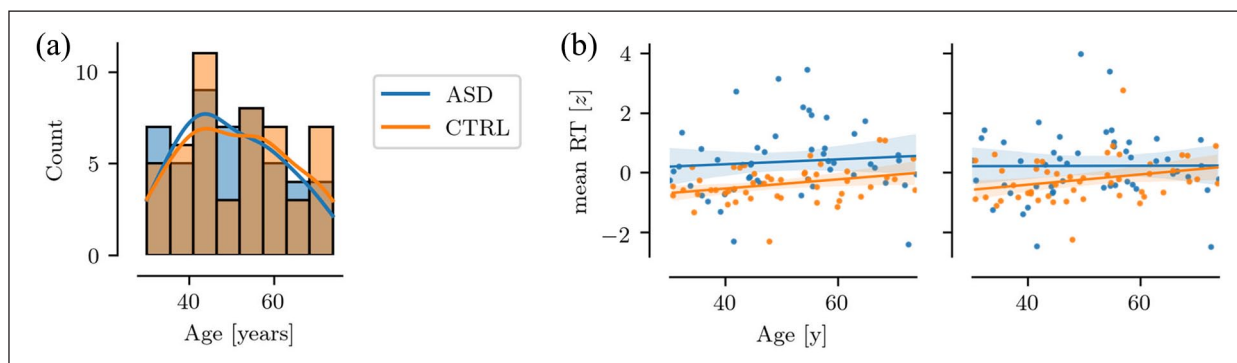 (a)
10
5
0
Count
40 60
Age [years]
ASD
CTRL
(b)
4
2
0
−2
mean RT [z]
40 60
Age [y]
40 60